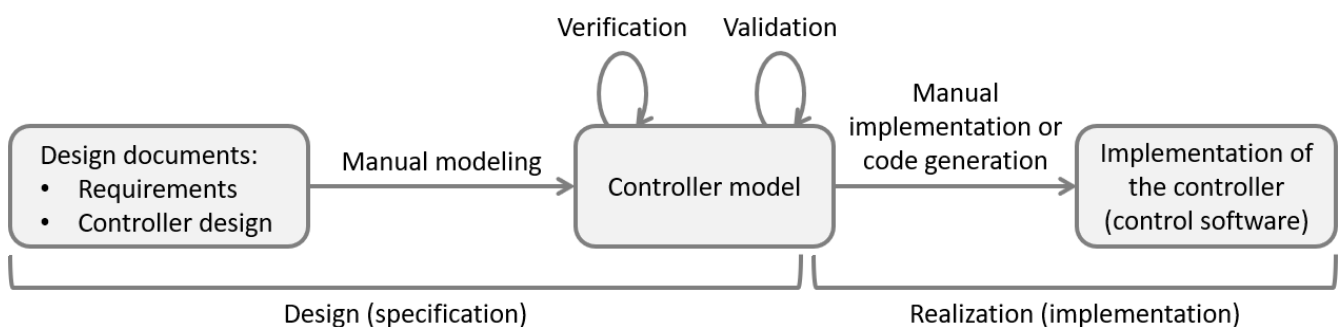 Verification
Validation
Design documents:
• Requirements
• Controller design
Manual modeling
Controller model
Manual
implementation or
code generation
Implementation of
the controller
(control software)
Design (specification)
Realization (implementation)